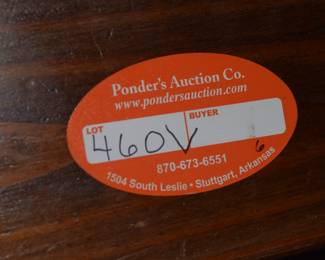 Ponder's Auction Co.
www.pondersauction.com
LOT BUYER
460V 6
870-673-6551
1504 South Leslie • Stuttgart, Arkansas